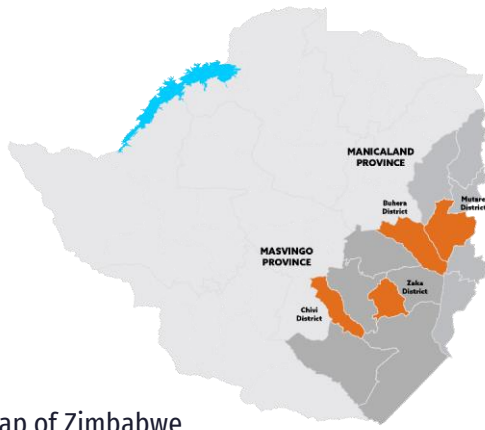 MANICALAND
PROVINCE
Buhera
District
Mutare
District
MASVINGO
PROVINCE
Zaka
District
Chivi
District
ap of Zimbabwe